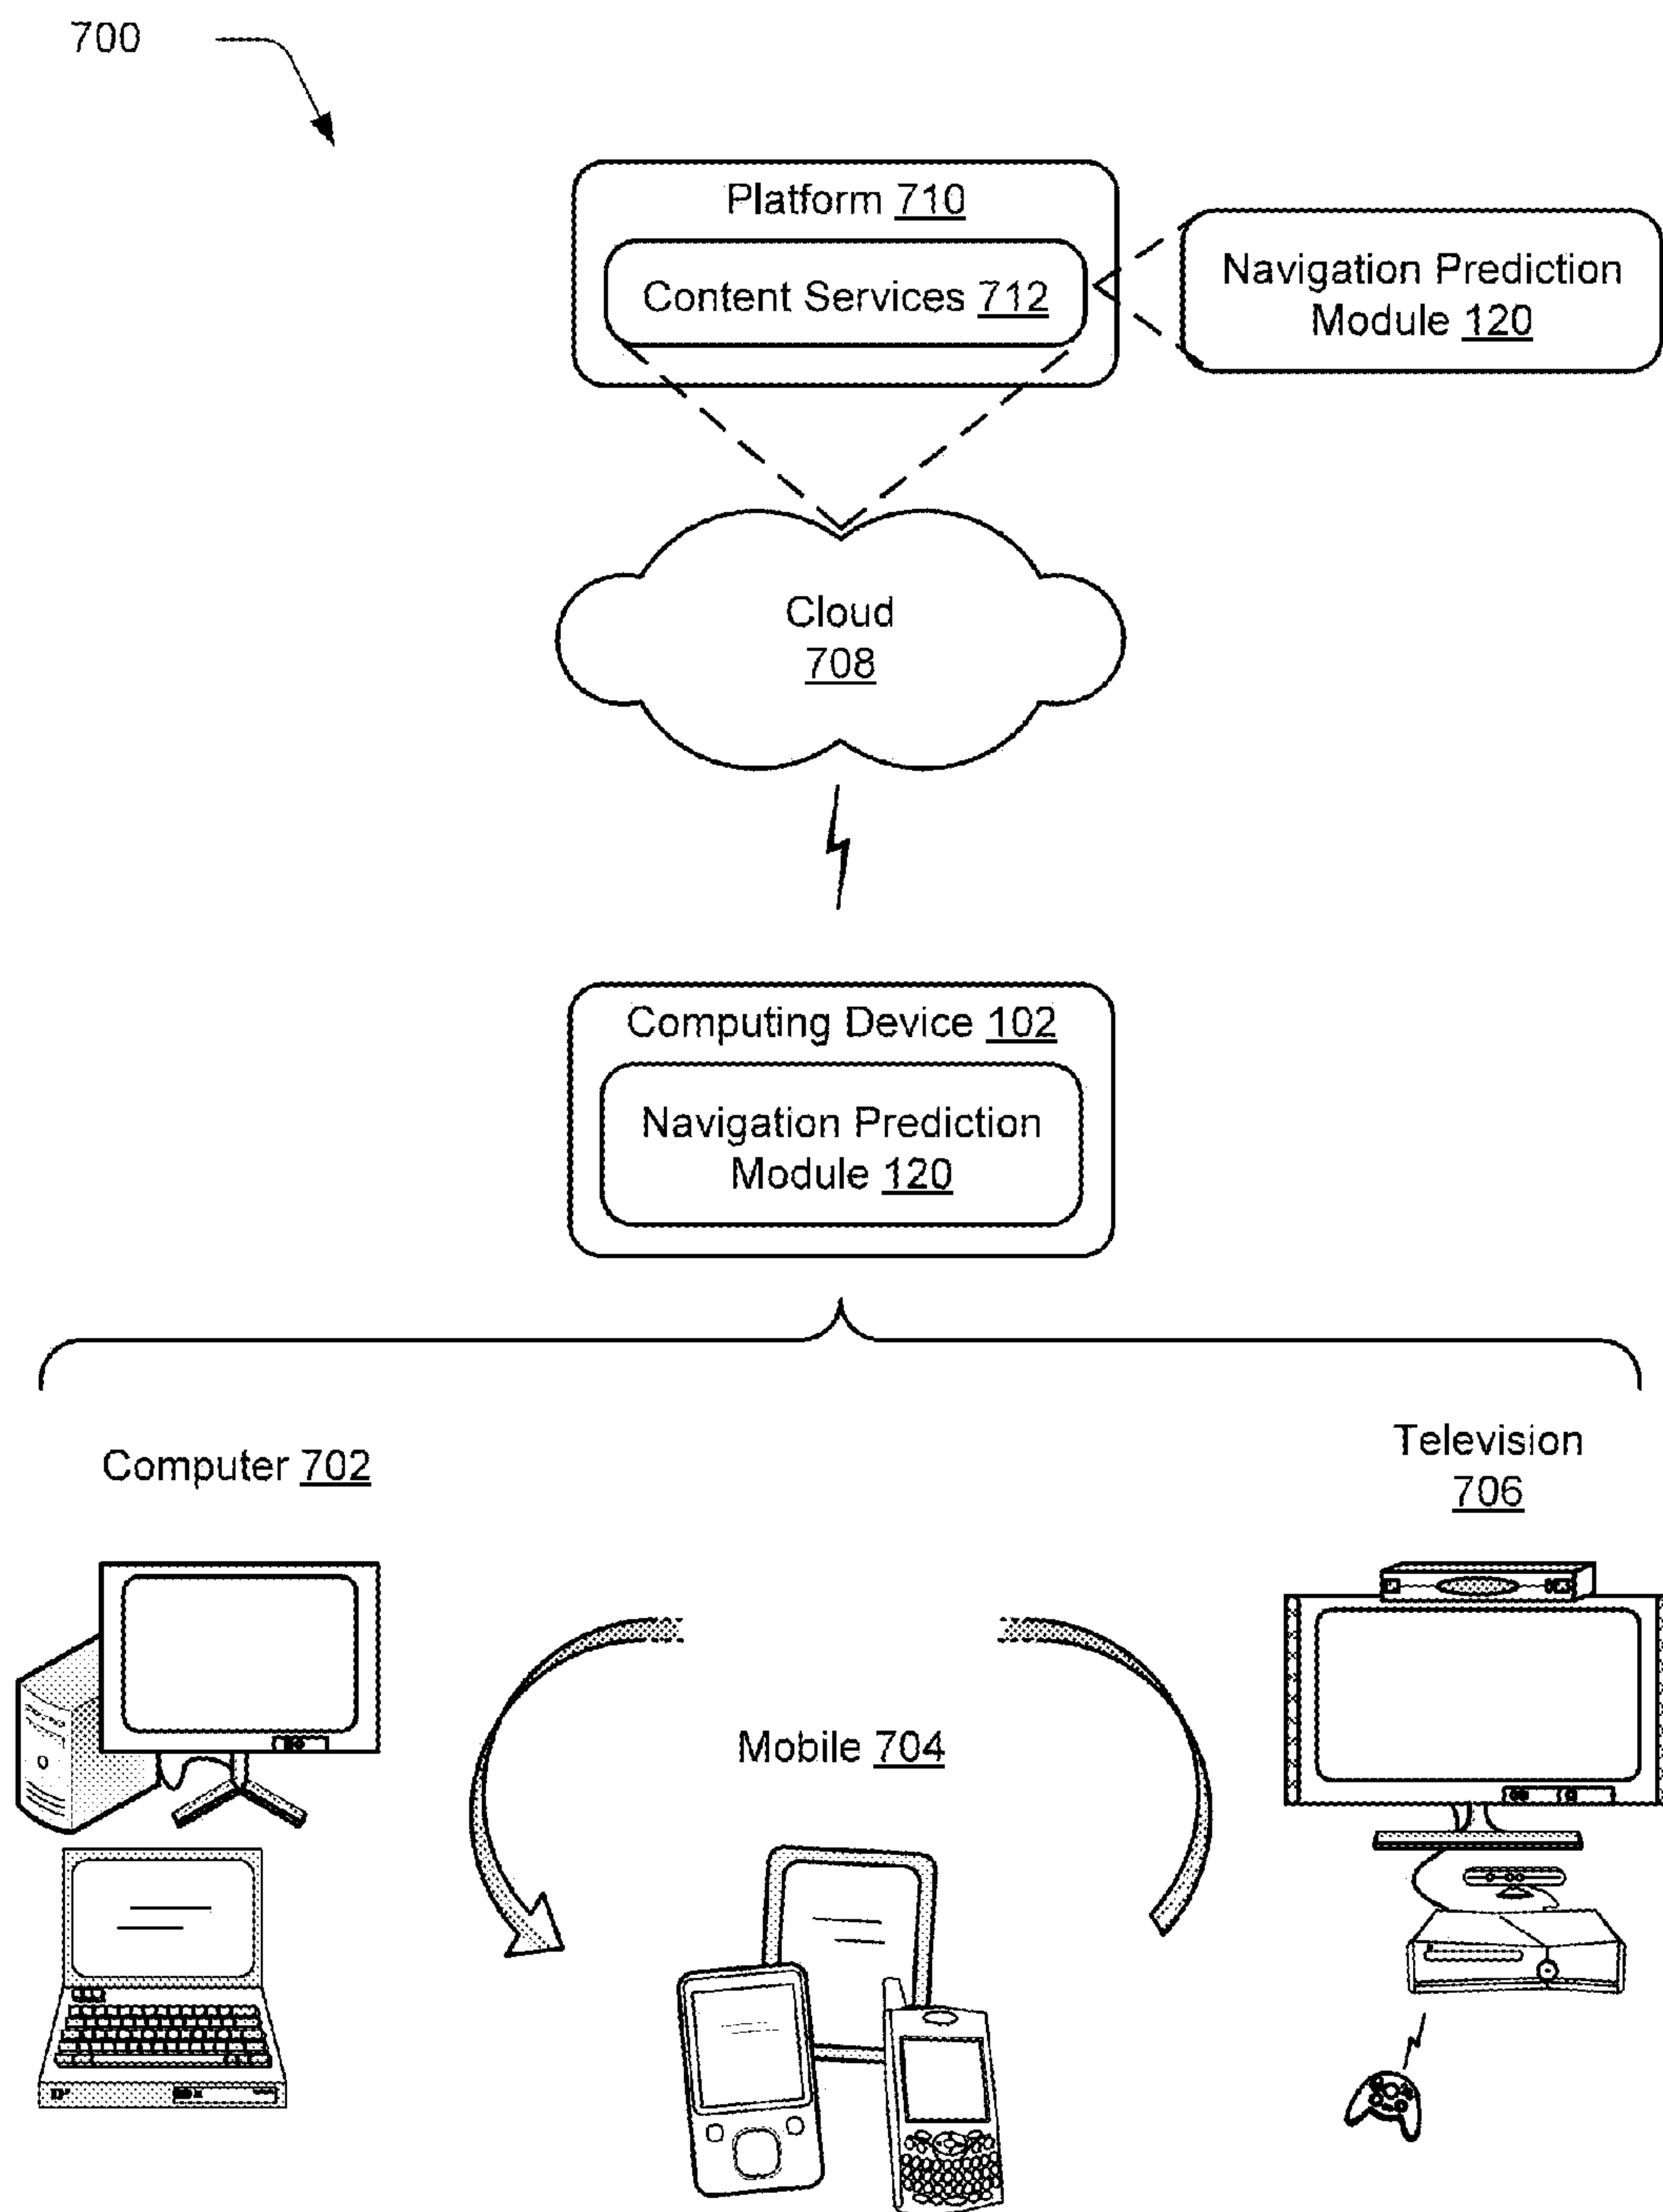 700
Platform 710
Content Services 712
Navigation Prediction
Module 120
Cloud
708
Computing Device 102
Navigation Prediction
Module 120
Computer 702
Television
706
Mobile 704